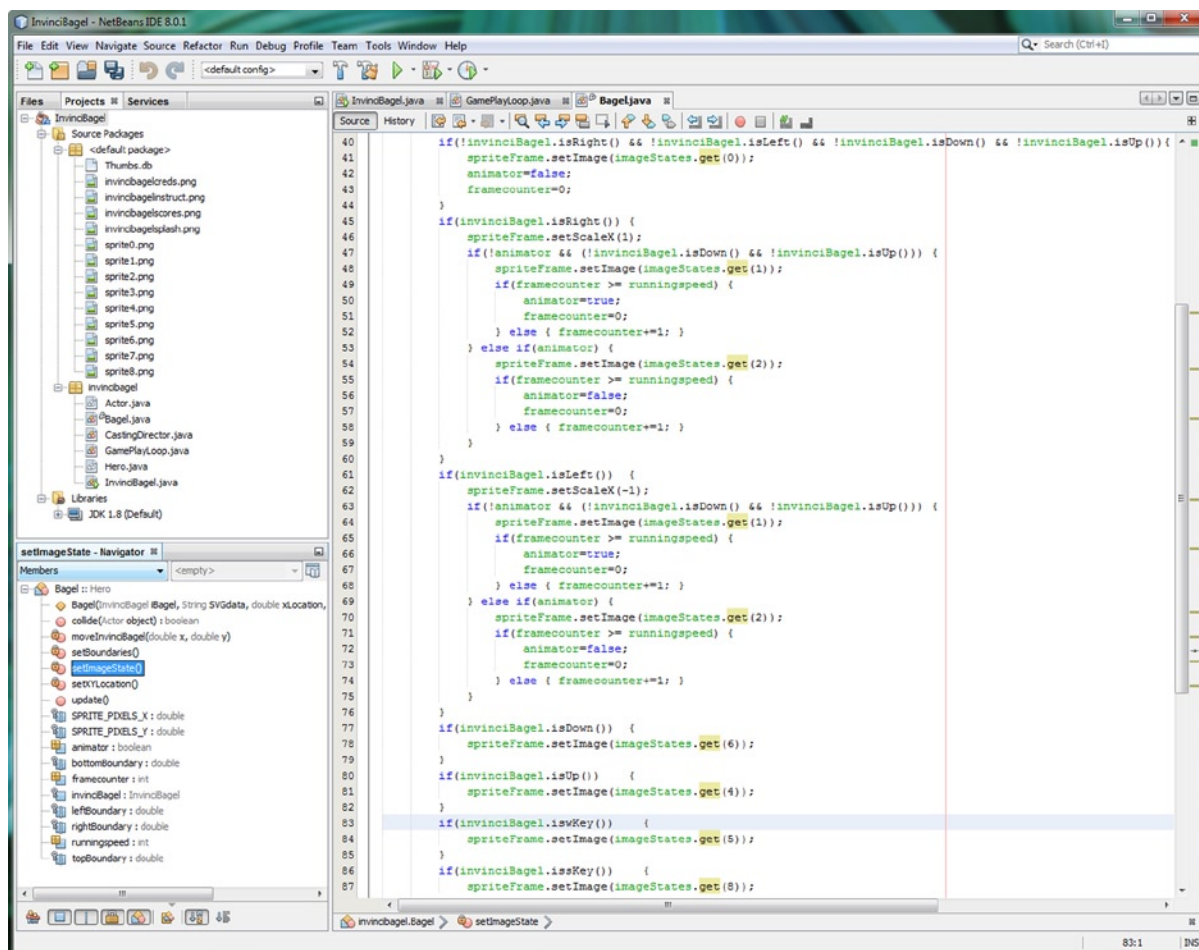 InvinciBagel - NetBeans IDE 8.0.1
File Edit View Navigate Source Refactor Run Debug Profile Team Tools Window Help
Search (Ctrl+I)
<default config>
Files Projects Services
InvinciBagel
Source Packages
<default package>
Thumbs.db
invincibagelcreds.png
invincibagelinstruct.png
invincibagelscores.png
invincibagelsplash.png
sprite0.png
sprite1.png
sprite2.png
sprite3.png
sprite4.png
sprite5.png
sprite6.png
sprite7.png
sprite8.png
invincibagel
Actor.java
Bagel.java
CastingDirector.java
GamePlayLoop.java
Hero.java
InvinciBagel.java
Libraries
JDK 1.8 (Default)
setImageState - Navigator
Members <empty>
Bagel :: Hero
Bagel(InvinciBagel iBagel, String SVGdata, double xLocation,
collide(Actor object) : boolean
moveInvinciBagel(double x, double y)
setBoundaries()
setImageState()
setXYLocation()
update()
SPRITE_PIXELS_X : double
SPRITE_PIXELS_Y : double
animator : boolean
bottomBoundary : double
framecounter : int
invinciBagel : InvinciBagel
leftBoundary : double
rightBoundary : double
runningspeed : int
topBoundary : double
InvinciBagel.java GamePlayLoop.java Bagel.java
Source History
40 if(!invinciBagel.isRight() && !invinciBagel.isLeft() && !invinciBagel.isDown() && !invinciBagel.isUp()){
41 spriteFrame.setImage(imageStates.get(0));
42 animator=false;
43 framecounter=0;
44 }
45 if(invinciBagel.isRight()) {
46 spriteFrame.setScaleX(1);
47 if(!animator && (!invinciBagel.isDown() && !invinciBagel.isUp())) {
48 spriteFrame.setImage(imageStates.get(1));
49 if(framecounter >= runningspeed) {
50 animator=true;
51 framecounter=0;
52 } else { framecounter+=1; }
53 } else if(animator) {
54 spriteFrame.setImage(imageStates.get(2));
55 if(framecounter >= runningspeed) {
56 animator=false;
57 framecounter=0;
58 } else { framecounter+=1; }
59 }
60 }
61 if(invinciBagel.isLeft()) {
62 spriteFrame.setScaleX(-1);
63 if(!animator && (!invinciBagel.isDown() && !invinciBagel.isUp())) {
64 spriteFrame.setImage(imageStates.get(1));
65 if(framecounter >= runningspeed) {
66 animator=true;
67 framecounter=0;
68 } else { framecounter+=1; }
69 } else if(animator) {
70 spriteFrame.setImage(imageStates.get(2));
71 if(framecounter >= runningspeed) {
72 animator=false;
73 framecounter=0;
74 } else { framecounter+=1; }
75 }
76 }
77 if(invinciBagel.isDown()) {
78 spriteFrame.setImage(imageStates.get(6));
79 }
80 if(invinciBagel.isUp()) {
81 spriteFrame.setImage(imageStates.get(4));
82 }
83 if(invinciBagel.iswKey()) {
84 spriteFrame.setImage(imageStates.get(5));
85 }
86 if(invinciBagel.issKey()) {
87 spriteFrame.setImage(imageStates.get(8));
invincibagel.Bagel setImageState
83:1 INS